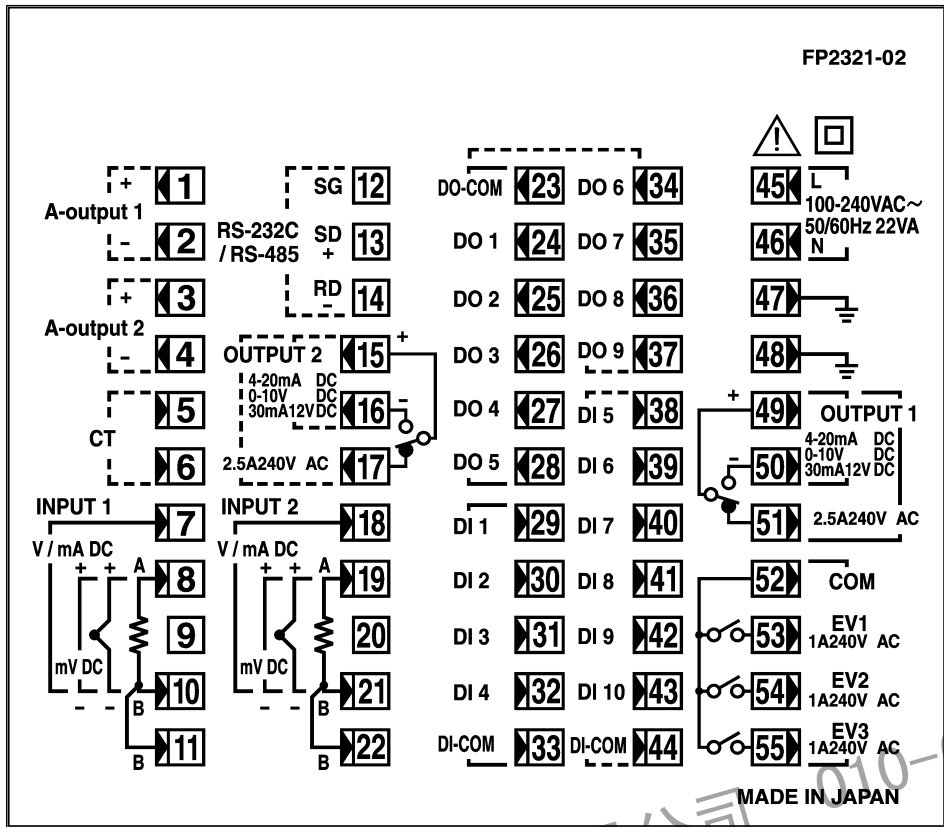 FP2321-02
A-output 1
+
1
-
2
A-output 2
+
3
-
4
CT
5
6
INPUT 1
7
V / mA DC
+ + A
8
9
mV DC
- - B
10
B
11
RS-232C
/ RS-485
SG
12
SD
+
13
RD
-
14
OUTPUT 2
+
15
4-20mA DC
0-10V DC
30mA12V DC
-
16
2.5A240V AC
17
INPUT 2
18
V / mA DC
+ + A
19
20
mV DC
- - B
21
B
22
DO-COM
23
DO 1
24
DO 2
25
DO 3
26
DO 4
27
DO 5
28
DI 1
29
DI 2
30
DI 3
31
DI 4
32
DI-COM
33
DO 6
34
DO 7
35
DO 8
36
DO 9
37
DI 5
38
DI 6
39
DI 7
40
DI 8
41
DI 9
42
DI 10
43
DI-COM
44
!
45
L
100-240VAC~
50/60Hz 22VA
46
N
47
48
+
49
OUTPUT 1
4-20mA DC
0-10V DC
30mA12V DC
-
50
51
2.5A240V AC
52
COM
53
EV1
1A240V AC
54
EV2
1A240V AC
55
EV3
1A240V AC
MADE IN JAPAN
公司 010-